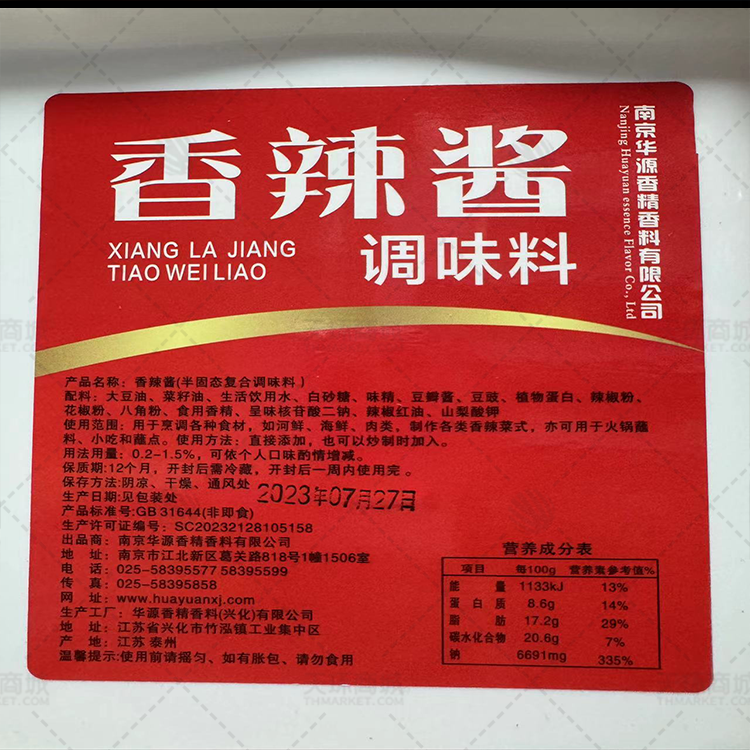 香辣酱
XIANG LA JIANG
TIAO WEI LIAO
调味料
南京华源香精香料有限公司
Nanjing Huayuan essence Flavor Co., Ltd
产品名称：香辣酱(半固态复合调味料)
配料：大豆油、菜籽油、生活饮用水、白砂糖、味精、豆瓣酱、豆豉、植物蛋白、辣椒粉、
花椒粉、八角粉、食用香精、呈味核苷酸二钠、辣椒红油、山梨酸钾
使用范围：用于烹调各种食材，如河鲜、海鲜、肉类，制作各类香辣菜式，亦可用于火锅蘸
料、小吃和蘸点。使用方法：直接添加，也可以炒制时加入。
用法用量：0.2-1.5%，可依个人口味酌情增减。
保质期:12个月，开封后需冷藏，开封后一周内使用完。
保存方法:阴凉、干燥、通风处
生产日期:见包装处
2023年07月27日
产品标准号:GB 31644(非即食)
生产许可证编号：SC20232128105158
出品商：南京华源香精香料有限公司
地 址：南京市江北新区葛关路818号1幢1506室
电 话：025-58395577 58395599
传 真：025-58395858
网 址：www.huayuanxj.com
生产工厂：华源香精香料(兴化)有限公司
地 址：江苏省兴化市竹泓镇工业集中区
产 地：江苏 泰州
温馨提示:使用前请摇匀、如有胀包、请勿食用
营养成分表
项目 每100g 营养素参考值%
能 量 1133kJ 13%
蛋 白 质 8.6g 14%
脂 肪 17.2g 29%
碳水化合物 20.6g 7%
钠 6691mg 335%
商城
MARKET.COM
天虎商城
THMARKET.COM